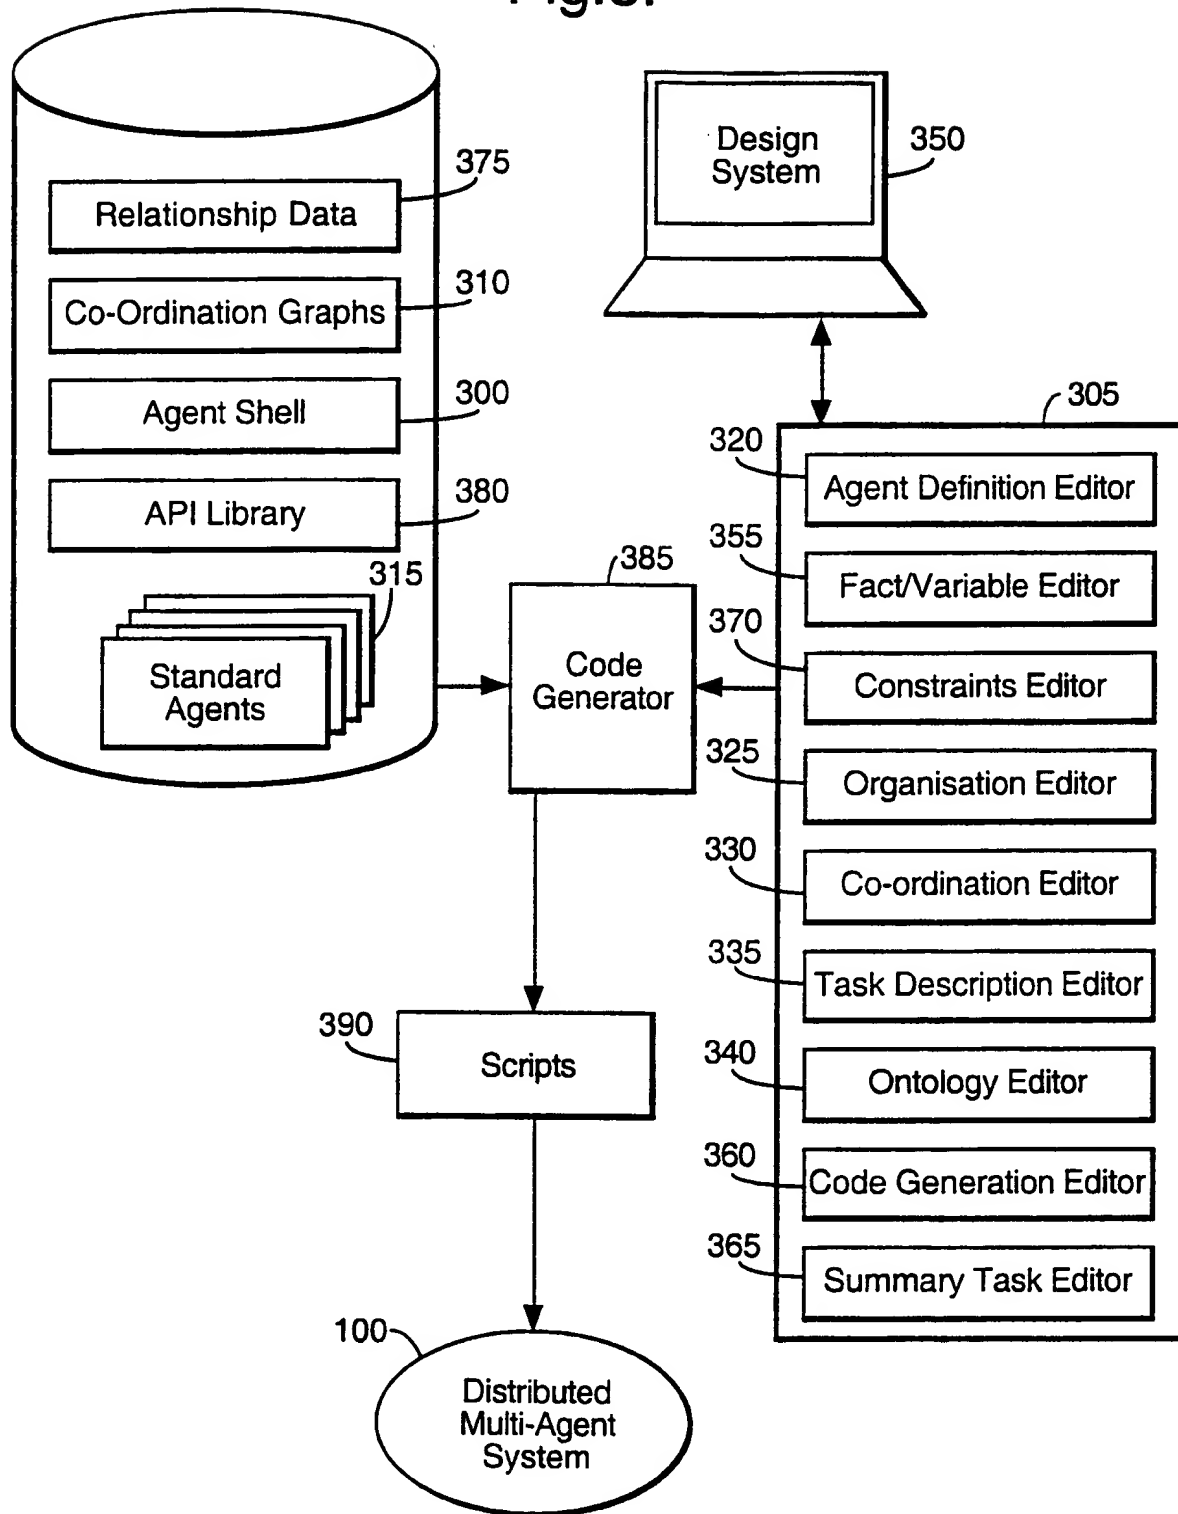 375
Relationship Data
310
Co-Ordination Graphs
300
Agent Shell
380
API Library
315
Standard
Agents
Design
System
350
385
Code
Generator
305
320
Agent Definition Editor
355
Fact/Variable Editor
370
Constraints Editor
325
Organisation Editor
330
Co-ordination Editor
335
Task Description Editor
340
Ontology Editor
360
Code Generation Editor
365
Summary Task Editor
390
Scripts
100
Distributed
Multi-Agent
System